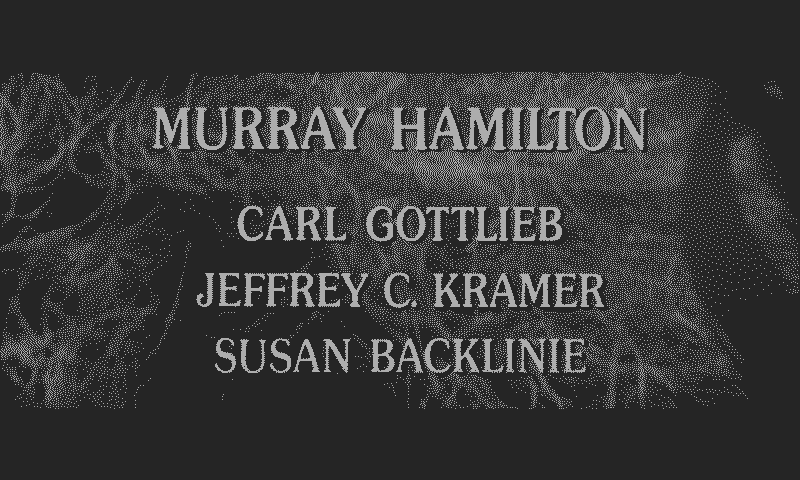 MURRAY HAMILTON
CARL GOTTLIEB
JEFFREY C. KRAMER
SUSAN BACKLINIE